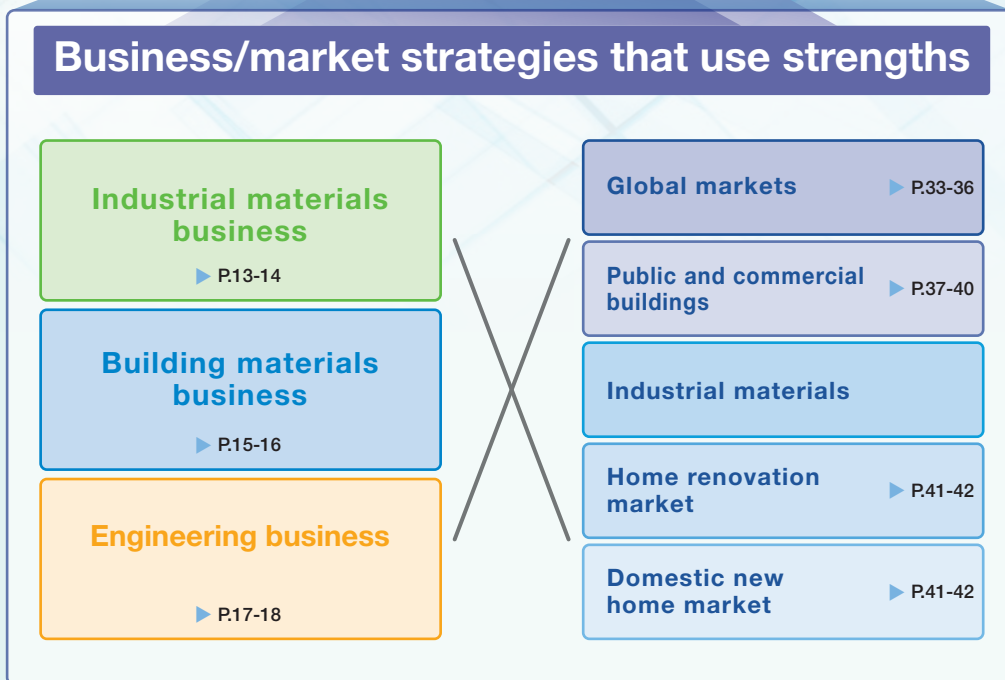 Business/market strategies that use strengths
Industrial materials
business
▶ P.13-14
Building materials
business
▶ P.15-16
Engineering business
▶ P.17-18
Global markets
▶ P.33-36
Public and commercial
buildings
▶ P.37-40
Industrial materials
Home renovation
market
▶ P.41-42
Domestic new
home market
▶ P.41-42